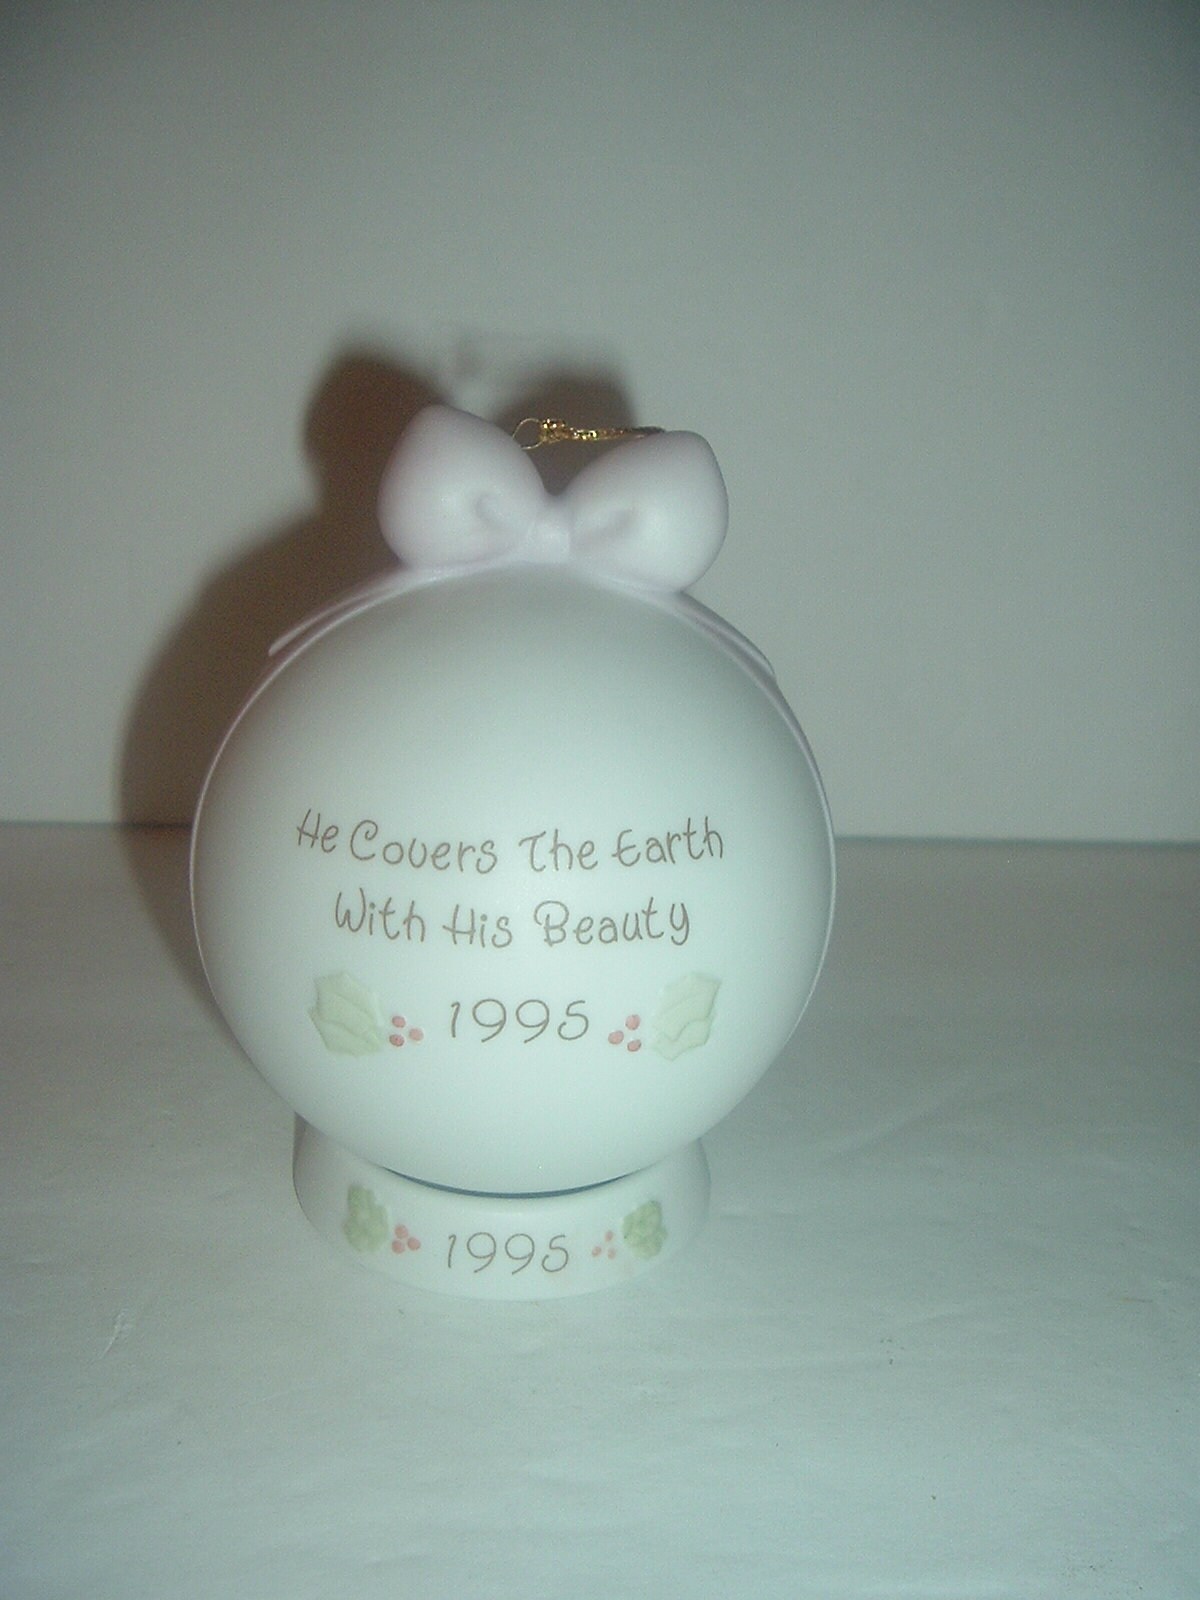 He Covers The Earth
With His Beauty
1995
1995